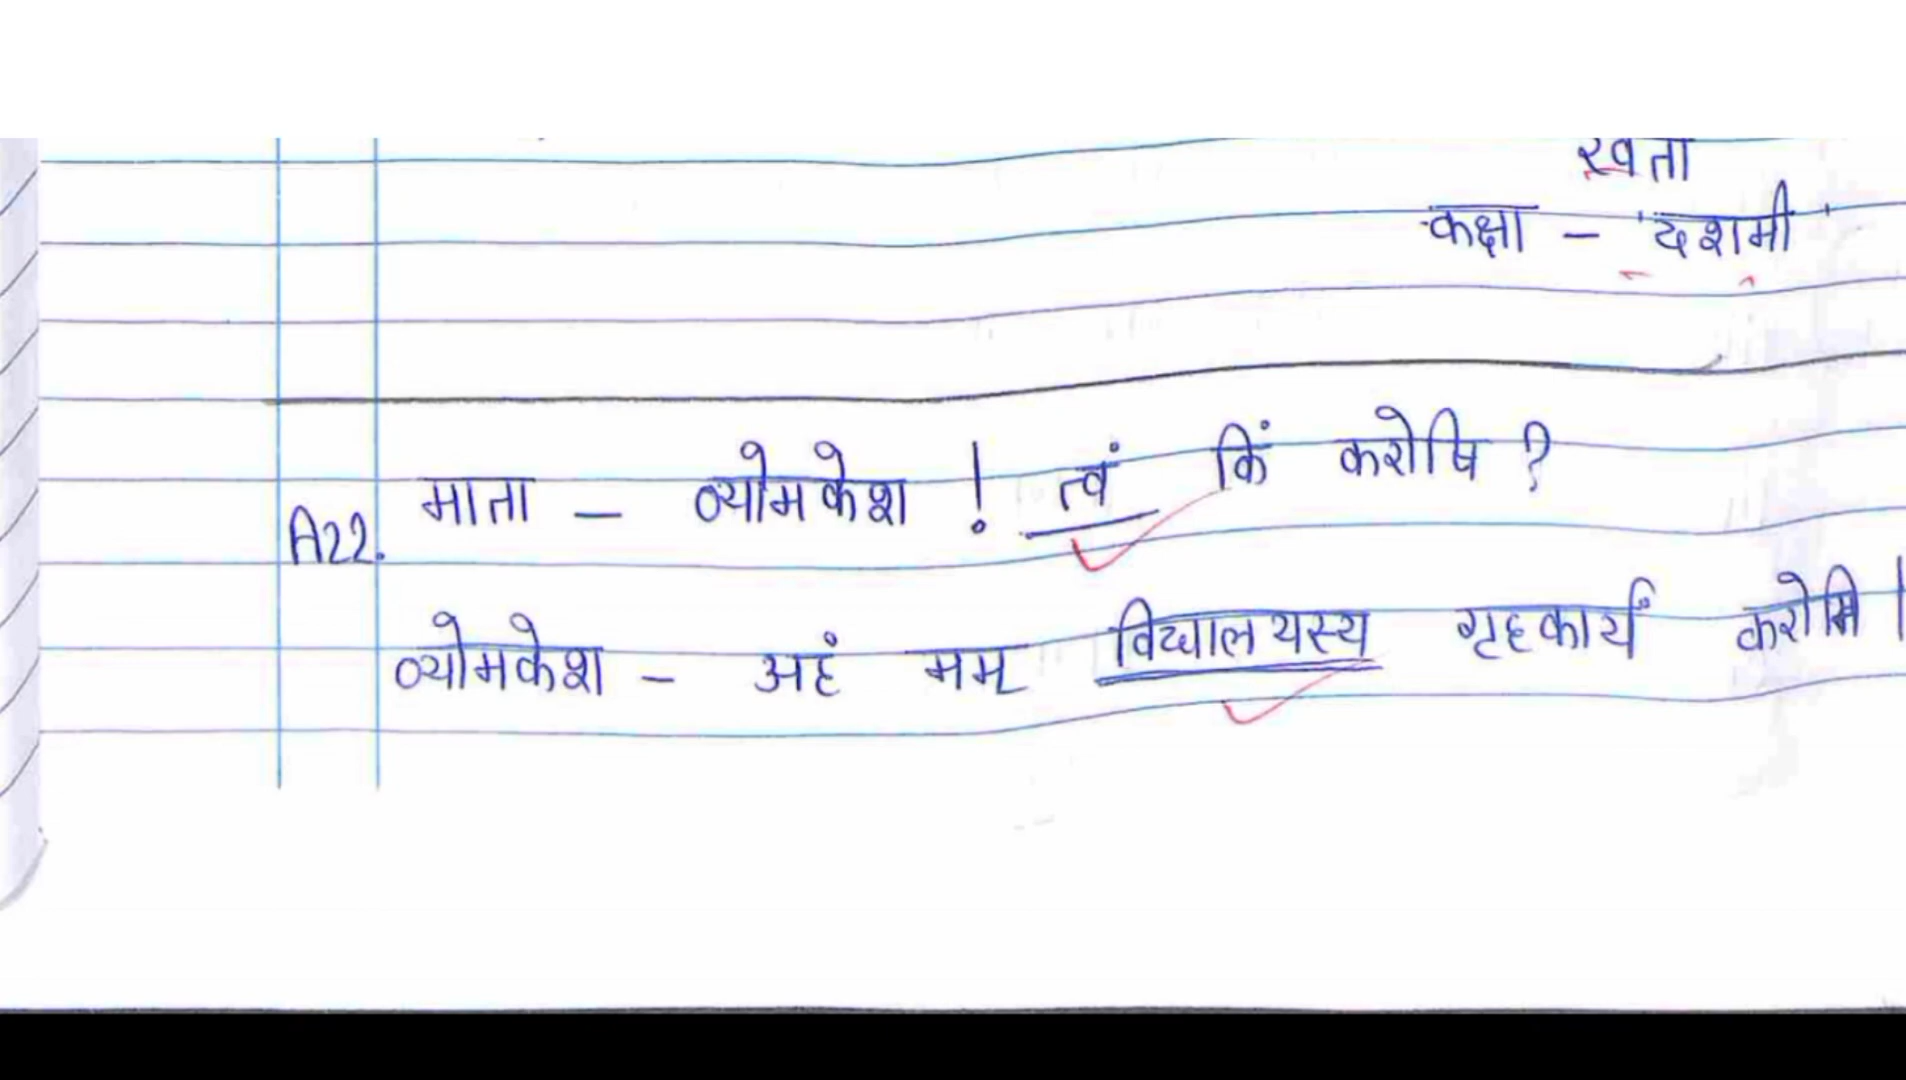 रवता
कक्षा - 'दशमी'
माता - व्योमकेश ! त्वं किं करोषि ?
A22.
व्योमकेश - अहं मम् विद्यालयस्य गृहकार्यं करोमि।